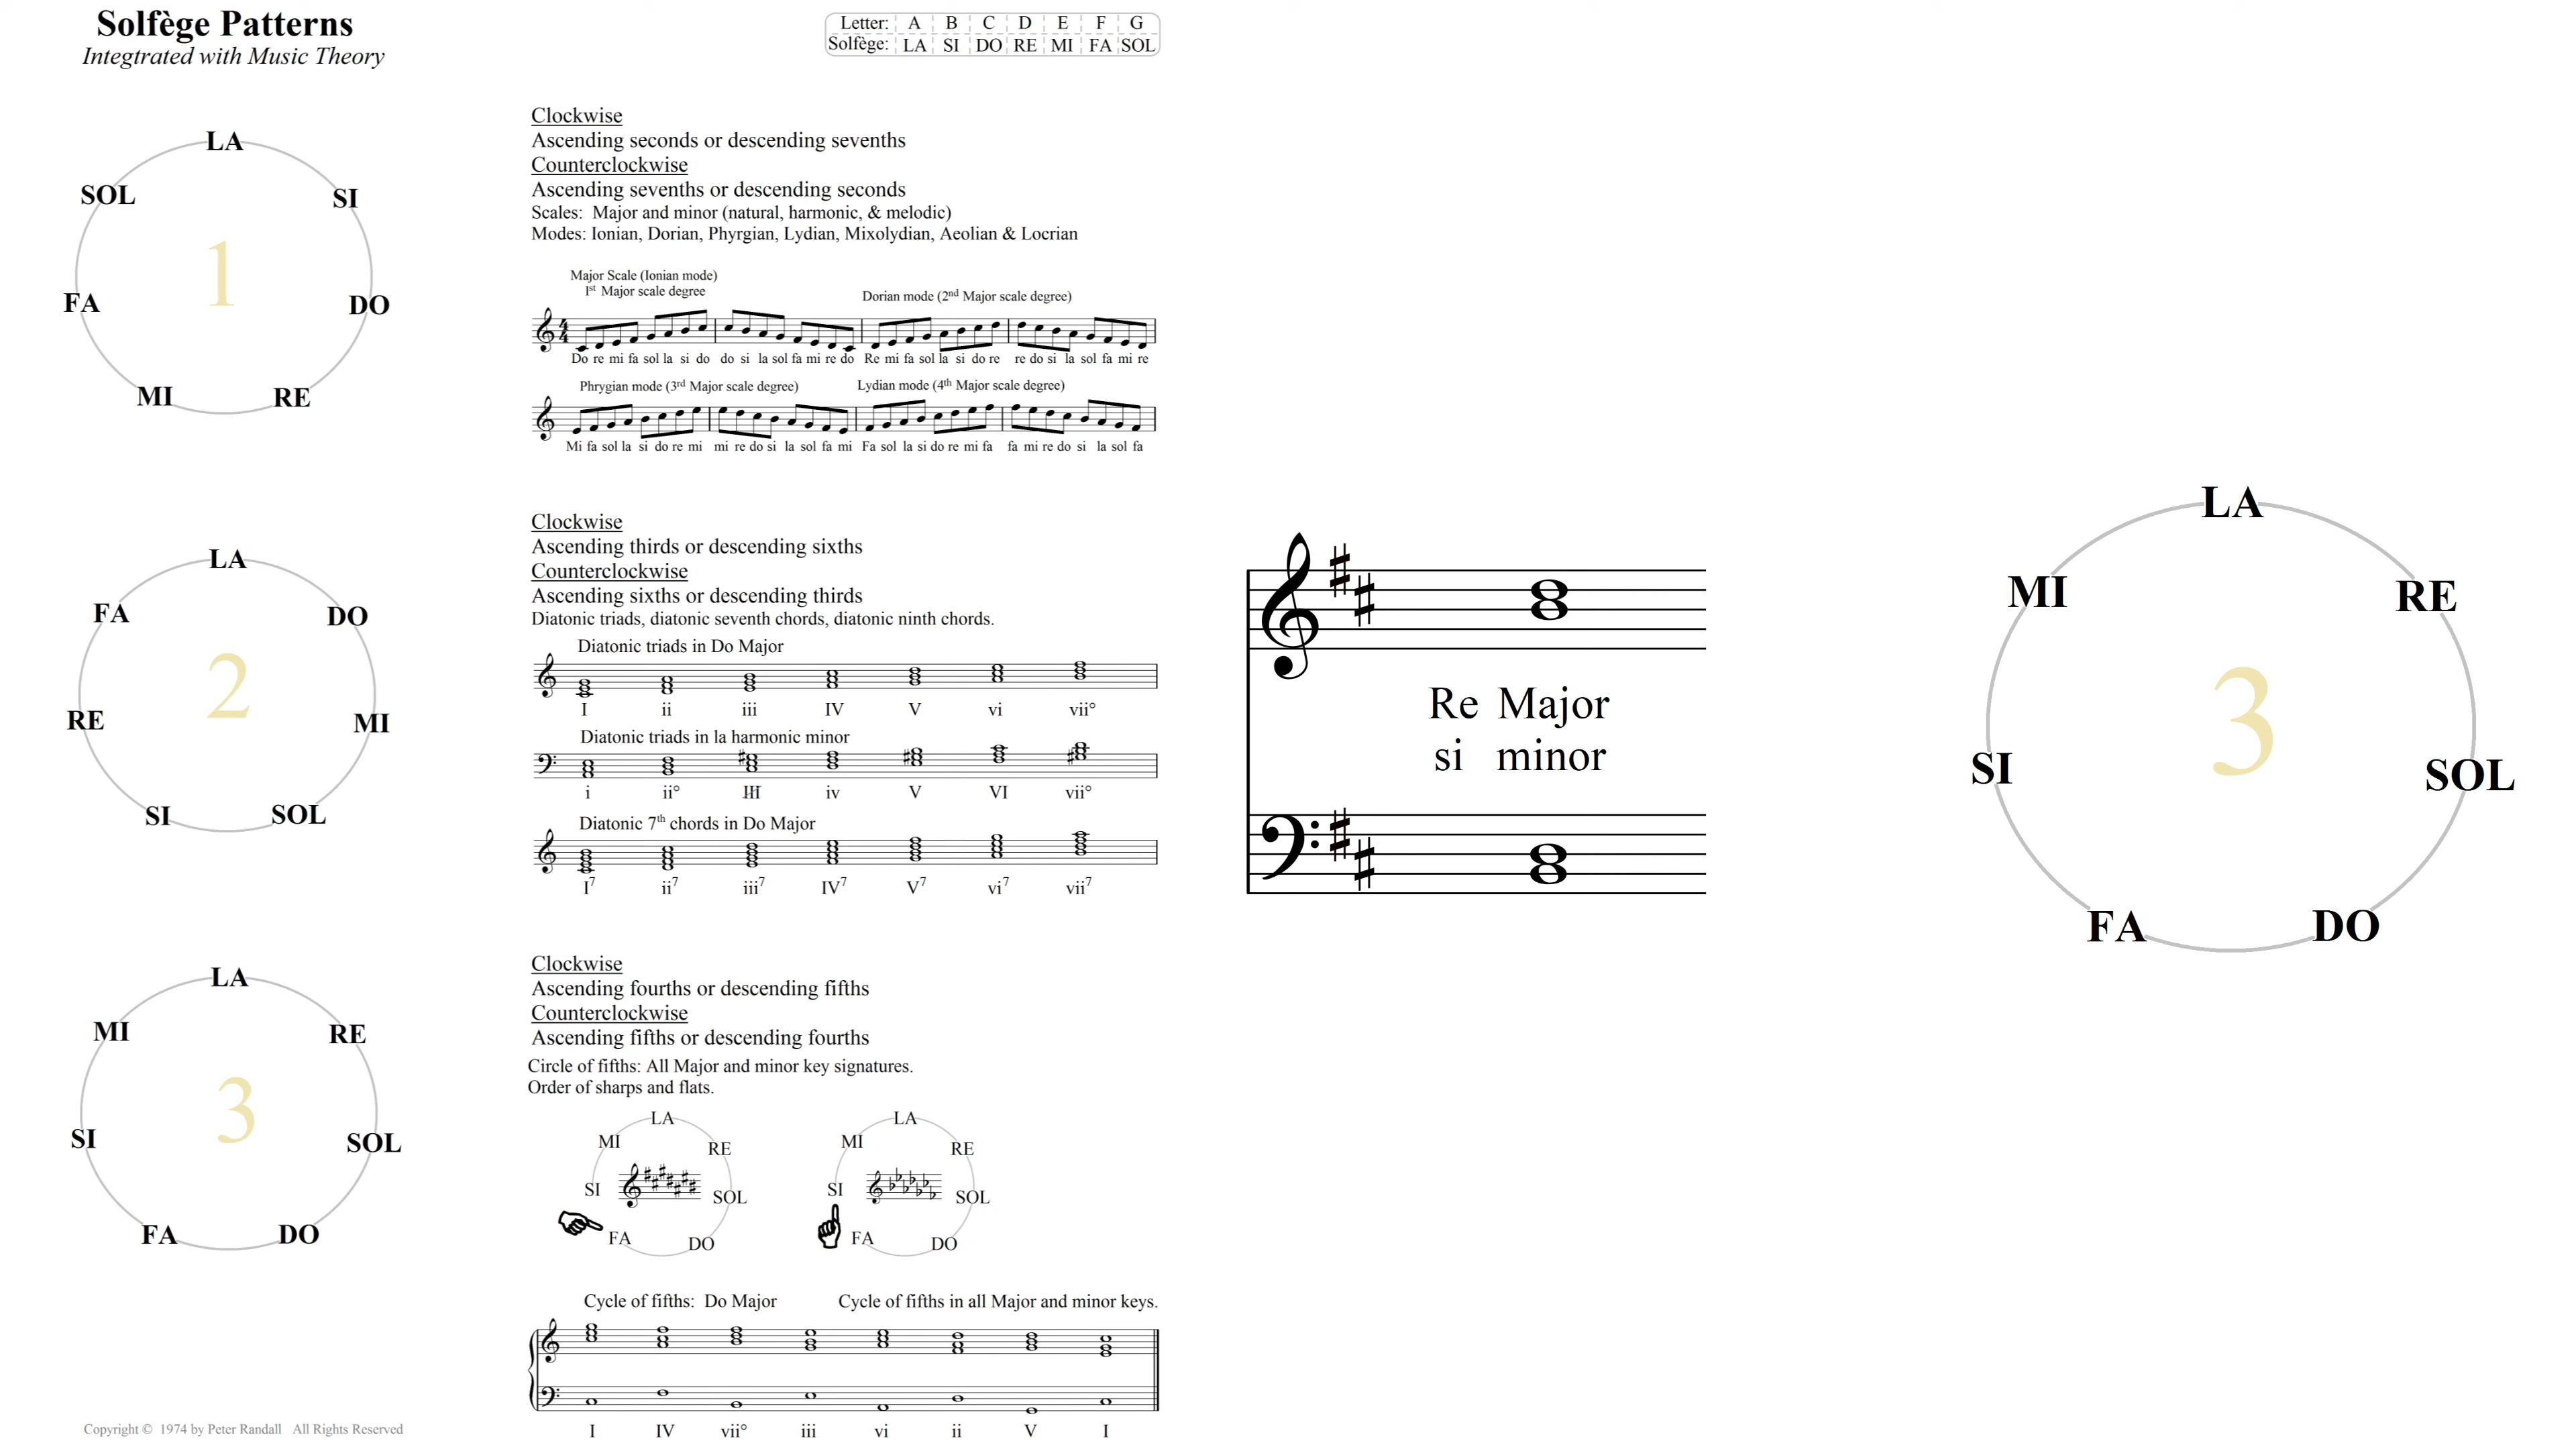 Solfège Patterns
Integtrated with Music Theory
Letter: A B C D E F G
Solfège: LA SI DO RE MI FA SOL
LA
SOL
SI
1
FA
DO
MI
RE
Clockwise
Ascending seconds or descending sevenths
Counterclockwise
Ascending sevenths or descending seconds
Scales: Major and minor (natural, harmonic, & melodic)
Modes: Ionian, Dorian, Phyrgian, Lydian, Mixolydian, Aeolian & Locrian
Major Scale (Ionian mode)
1st Major scale degree
Dorian mode (2nd Major scale degree)
4
4
Do re mi fa sol la si do do si la sol fa mi re do Re mi fa sol la si do re re do si la sol fa mi re
Phrygian mode (3rd Major scale degree)
Lydian mode (4th Major scale degree)
Mi fa sol la si do re mi mi re do si la sol fa mi Fa sol la si do re mi fa fa mi re do si la sol fa
LA
FA
DO
2
RE
MI
SI
SOL
Clockwise
Ascending thirds or descending sixths
Counterclockwise
Ascending sixths or descending thirds
Diatonic triads, diatonic seventh chords, diatonic ninth chords.
Diatonic triads in Do Major
I ii iii IV V vi vii°
Diatonic triads in la harmonic minor
i ii° III iv V VI vii°
Diatonic 7th chords in Do Major
I7 ii7 iii7 IV7 V7 vi7 vii7
LA
MI
RE
3
SI
SOL
FA
DO
Clockwise
Ascending fourths or descending fifths
Counterclockwise
Ascending fifths or descending fourths
Circle of fifths: All Major and minor key signatures.
Order of sharps and flats.
LA
MI
RE
SI
SOL
FA
DO
LA
MI
RE
SI
SOL
FA
DO
Cycle of fifths: Do Major
Cycle of fifths in all Major and minor keys.
I IV vii° iii vi ii V I
Copyright © 1974 by Peter Randall All Rights Reserved
Re Major
si minor
LA
MI
RE
3
SI
SOL
FA
DO